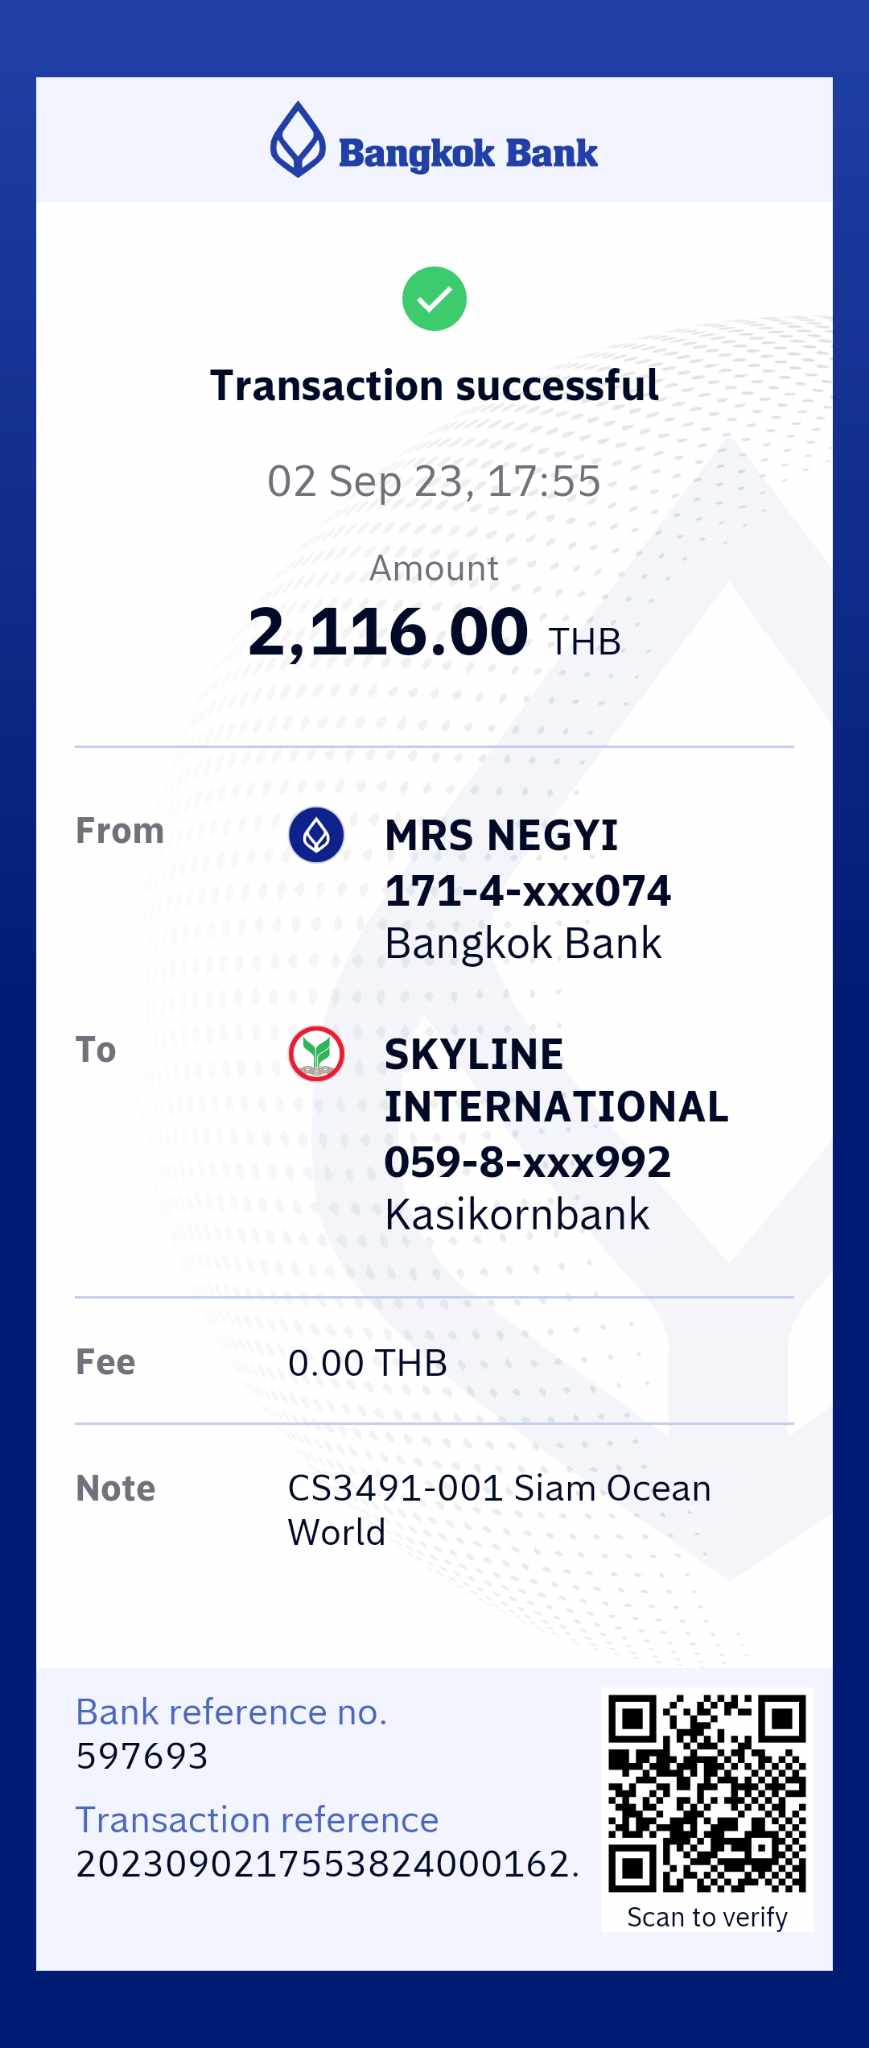 Bangkok Bank
Transaction successful
02 Sep 23, 17:55
Amount
2,116.00 THB
From
MRS NEGYI
171-4-xxx074
Bangkok Bank
To
SKYLINE
INTERNATIONAL
059-8-xxx992
Kasikornbank
Fee
0.00 THB
Note
CS3491-001 Siam Ocean
World
Bank reference no.
597693
Transaction reference
2023090217553824000162.
Scan to verify